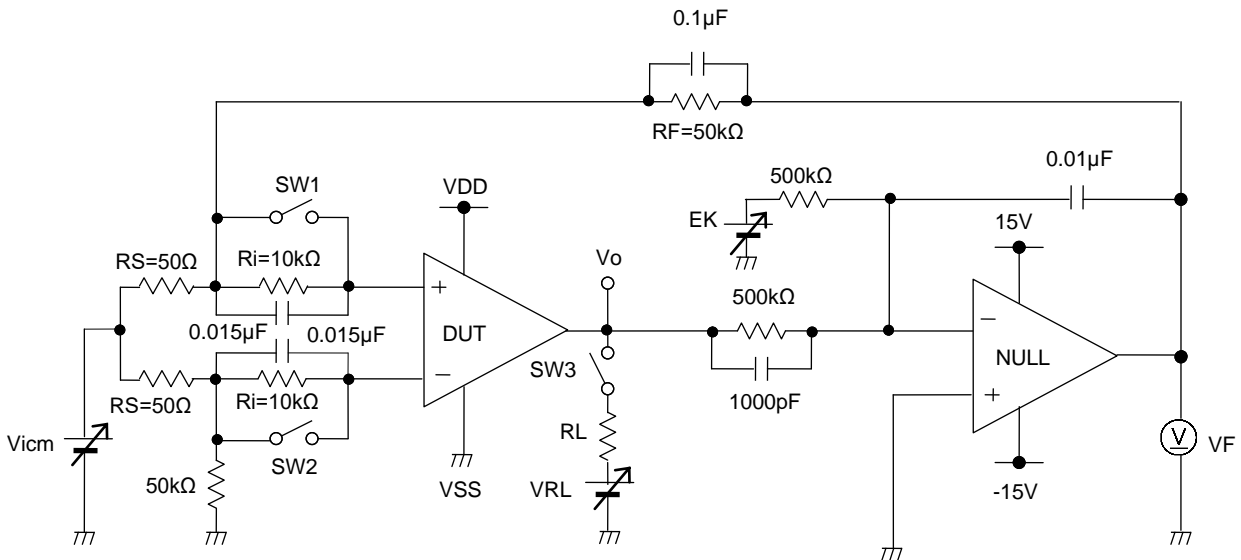 0.1µF
RF=50kΩ
0.01µF
500kΩ
SW1
VDD
EK
15V
Vo
RS=50Ω
Ri=10kΩ
500kΩ
+
0.015µF
0.015µF
DUT
−
NULL
−
SW3
+
RS=50Ω
Ri=10kΩ
1000pF
Vicm
RL
V
VF
SW2
50kΩ
VSS
VRL
-15V